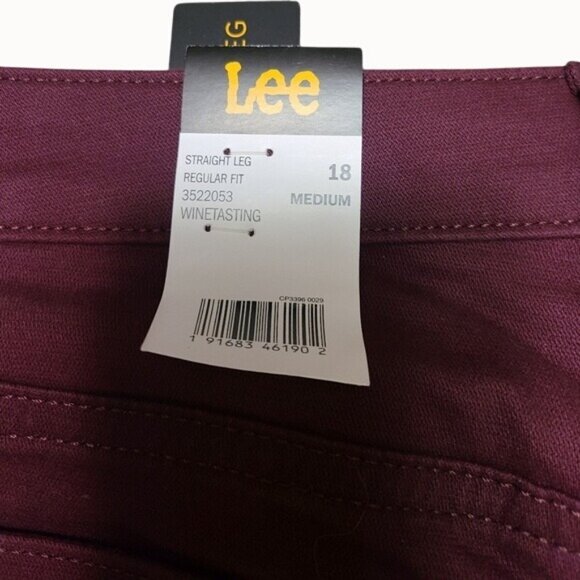 EG
Lee
STRAIGHT LEG
REGULAR FIT
3522053
WINETASTING
18
MEDIUM
CP3396 0029
1 91683 46190 2